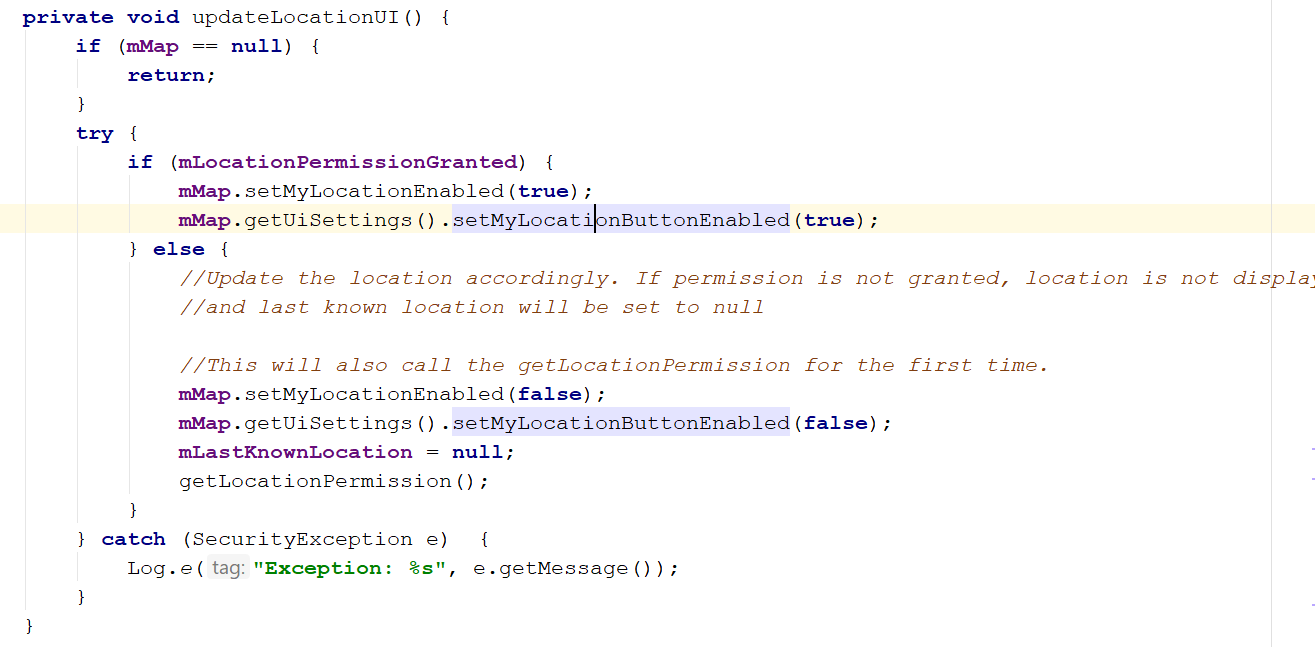 private void updateLocationUI() {
    if (mMap == null) {
        return;
    }
    try {
        if (mLocationPermissionGranted) {
            mMap.setMyLocationEnabled(true);
            mMap.getUiSettings().setMyLocationButtonEnabled(true);
        } else {
            //Update the location accordingly. If permission is not granted, location is not display
            //and last known location will be set to null

            //This will also call the getLocationPermission for the first time.
            mMap.setMyLocationEnabled(false);
            mMap.getUiSettings().setMyLocationButtonEnabled(false);
            mLastKnownLocation = null;
            getLocationPermission();
        }
    } catch (SecurityException e)  {
        Log.e( tag: "Exception: %s", e.getMessage());
    }
}